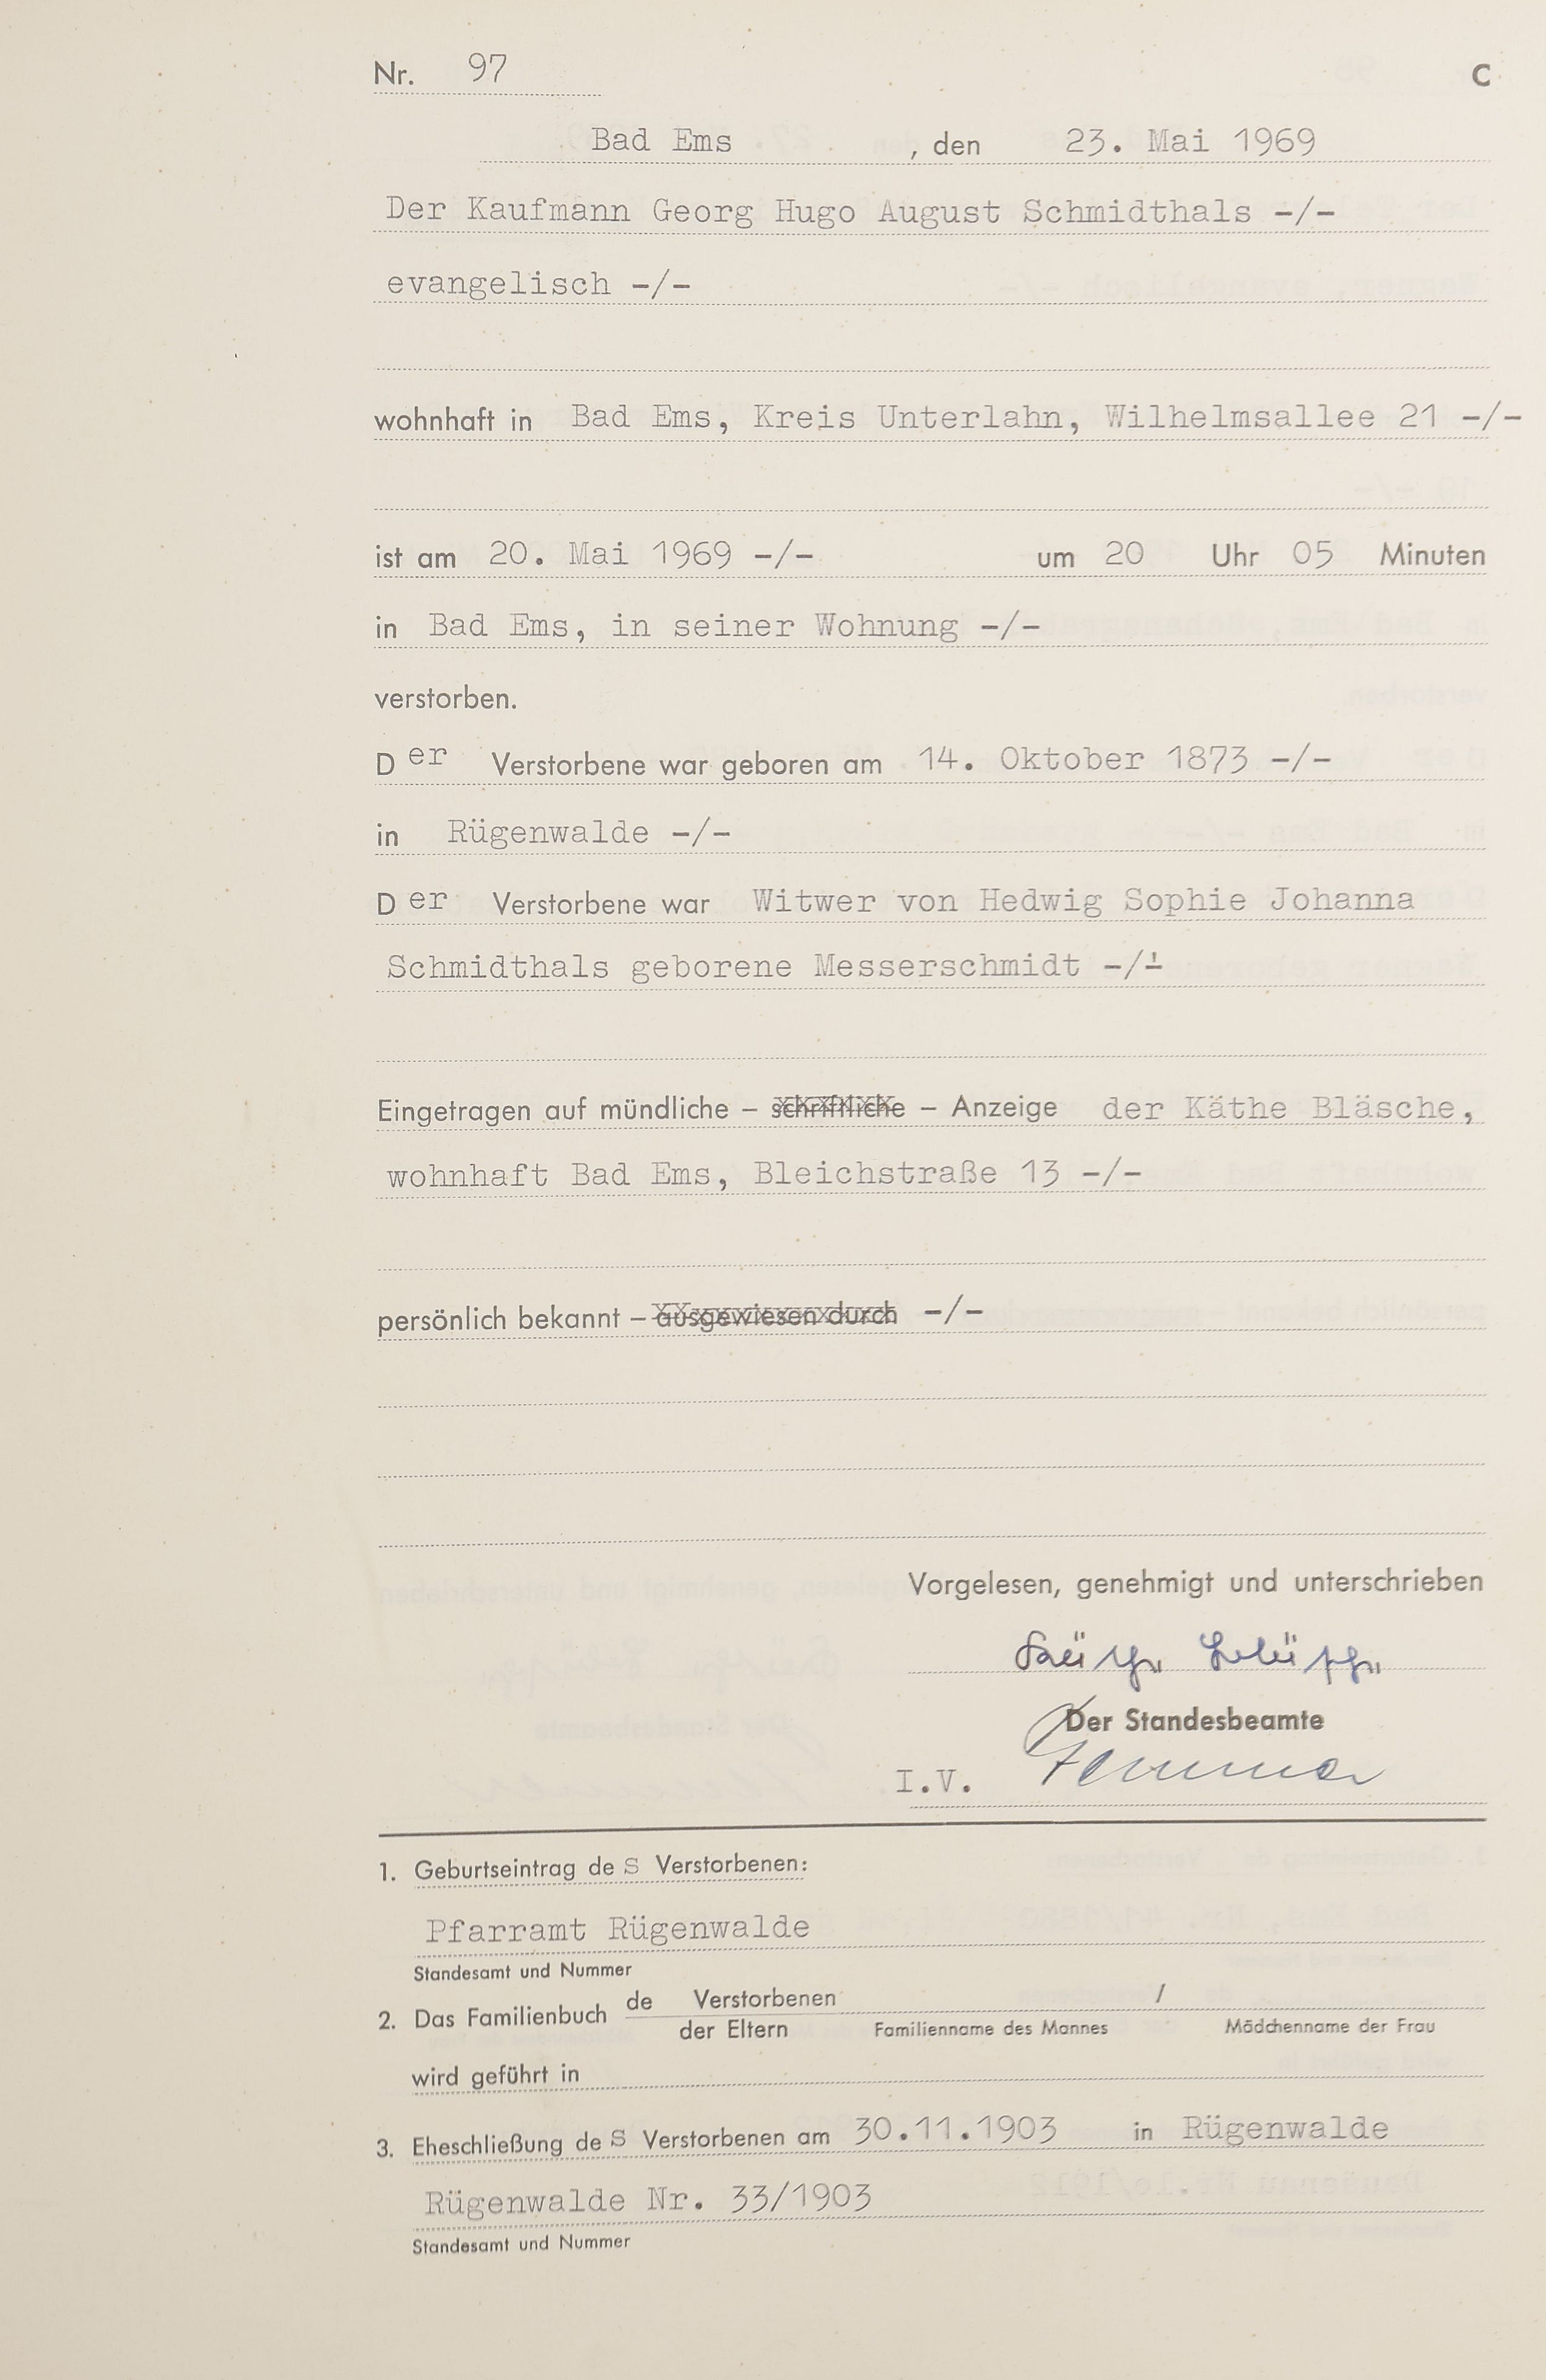 Nr. 97 C
Bad Ems , den 23. Mai 1969
Der Kaufmann Georg Hugo August Schmidthals -/-
evangelisch -/-
wohnhaft in Bad Ems, Kreis Unterlahn, Wilhelmsallee 21 -/-
ist am 20. Mai 1969 -/- um 20 Uhr 05 Minuten
in Bad Ems, in seiner Wohnung -/-
verstorben.
Der Verstorbene war geboren am 14. Oktober 1873 -/-
in Rügenwalde -/-
Der Verstorbene war Witwer von Hedwig Sophie Johanna
Schmidthals geborene Messerschmidt -/-
Eingetragen auf mündliche – schriftliche – Anzeige der Käthe Bläsche,
wohnhaft Bad Ems, Bleichstraße 13 -/-
persönlich bekannt – ausgewiesen durch -/-
Vorgelesen, genehmigt und unterschrieben
Käthe Bläsche
Der Standesbeamte
I.V.
1. Geburtseintrag des Verstorbenen:
Pfarramt Rügenwalde
Standesamt und Nummer
2. Das Familienbuch de Verstorbenen /
der Eltern Familienname des Mannes Mädchenname der Frau
wird geführt in
3. Eheschließung des Verstorbenen am 30.11.1903 in Rügenwalde
Rügenwalde Nr. 33/1903
Standesamt und Nummer